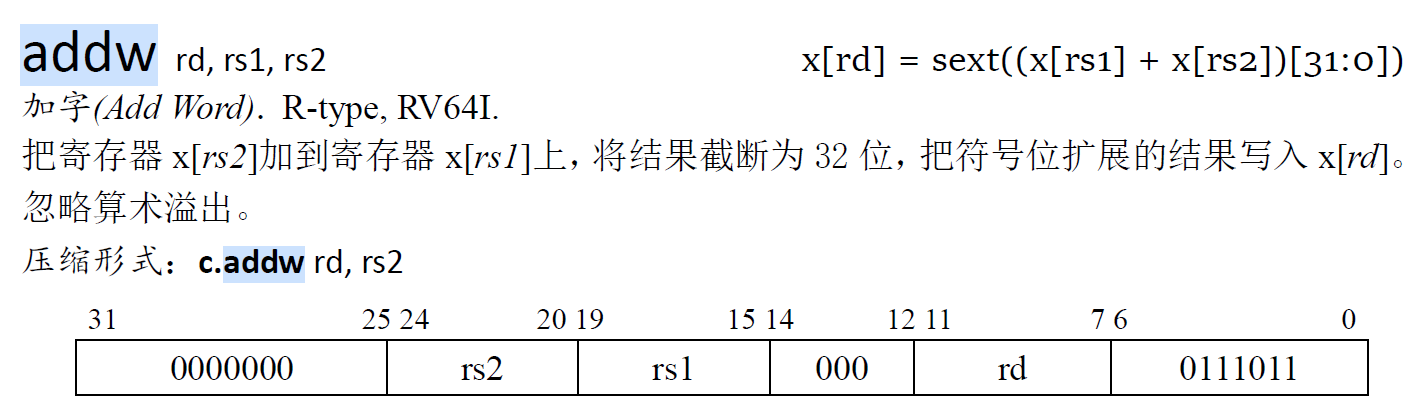 addw rd, rs1, rs2 x[rd] = sext((x[rs1] + x[rs2])[31:0])
加字(Add Word). R-type, RV64I.
把寄存器 x[rs2]加到寄存器 x[rs1]上，将结果截断为 32 位，把符号位扩展的结果写入 x[rd]。
忽略算术溢出。
压缩形式：c.addw rd, rs2
31 25 24 20 19 15 14 12 11 7 6 0
0000000 rs2 rs1 000 rd 0111011